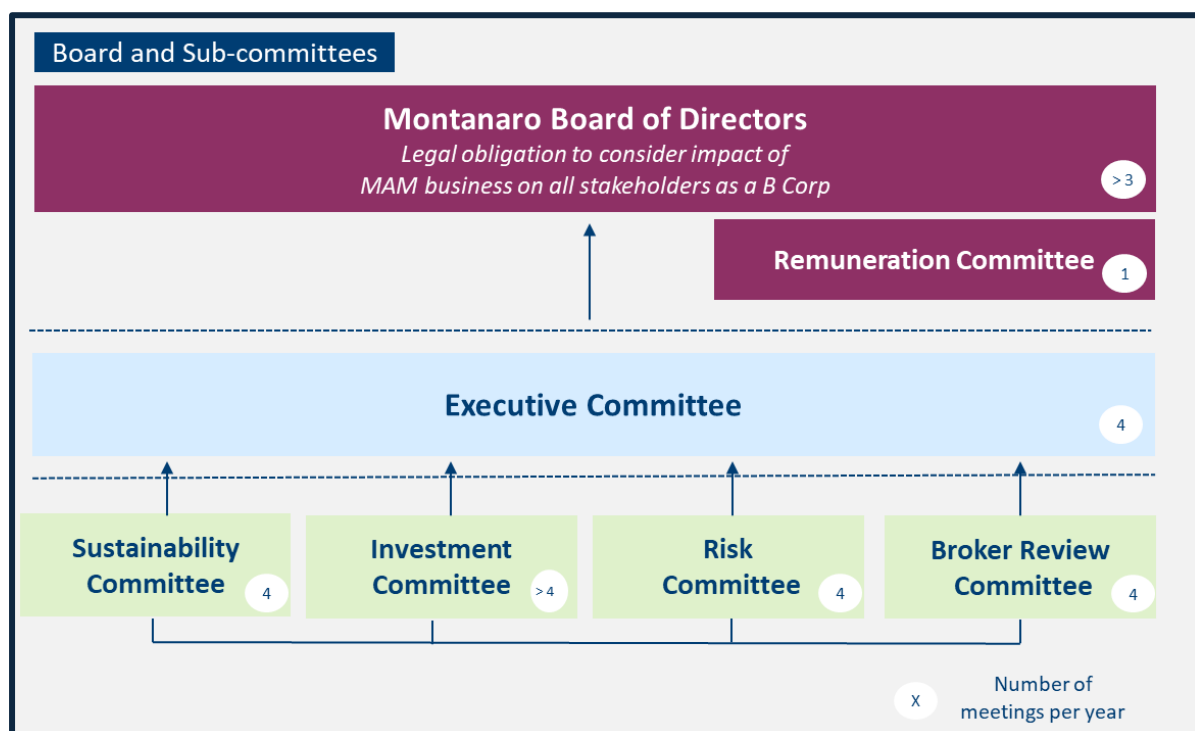 Board and Sub-committees
Montanaro Board of Directors
Legal obligation to consider impact of
MAM business on all stakeholders as a B Corp
> 3
Remuneration Committee
1
Executive Committee
4
Sustainability
Committee
4
Investment
Committee
> 4
Risk
Committee
4
Broker Review
Committee
4
X
Number of
meetings per year